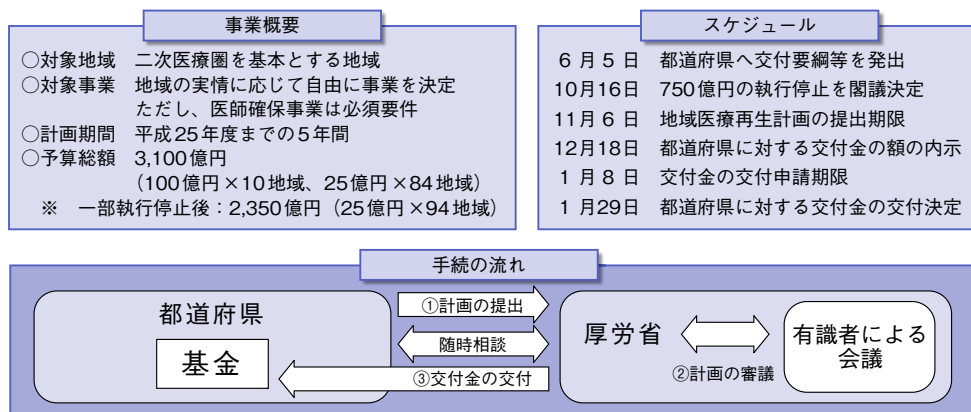 事業概要
○対象地域　二次医療圏を基本とする地域
○対象事業　地域の実情に応じて自由に事業を決定
ただし、医師確保事業は必須要件
○計画期間　平成25年度までの5年間
○予算総額　3,100億円
（100億円×10地域、25億円×84地域）
※　一部執行停止後：2,350億円（25億円×94地域）
スケジュール
6月5日　都道府県へ交付要綱等を発出
10月16日　750億円の執行停止を閣議決定
11月6日　地域医療再生計画の提出期限
12月18日　都道府県に対する交付金の額の内示
1月8日　交付金の交付申請期限
1月29日　都道府県に対する交付金の交付決定
手続の流れ
都道府県
基金
①計画の提出
随時相談
③交付金の交付
厚労省
②計画の審議
有識者による
会議